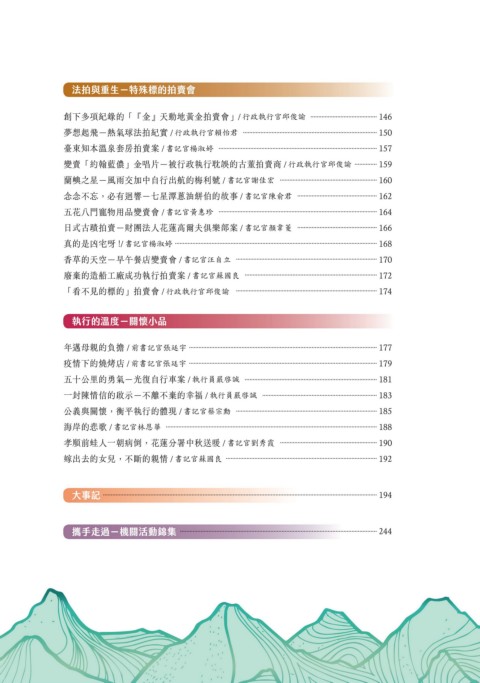 法拍與重生－特殊標的拍賣會
創下多項紀錄的「『金』天動地黃金拍賣會」/ 行政執行官邱俊諭 146
夢想起飛－熱氣球法拍紀實 / 行政執行官賴怡君 150
臺東知本溫泉套房拍賣案 / 書記官楊淑婷 157
變賣「約翰藍儂」金唱片－被行政執行耽誤的古董拍賣商 / 行政執行官邱俊諭 159
蘭嶼之星－風雨交加中自行出航的梅利號 / 書記官謝佳宏 160
念念不忘，必有迴響－七星潭蔥油餅伯的故事 / 書記官陳俞君 162
五花八門寵物用品變賣會 / 書記官黃惠珍 164
日式古蹟拍賣－財團法人花蓮高爾夫俱樂部案 / 書記官顏葦蔓 166
真的是凶宅呀 !/ 書記官楊淑婷 168
香草的天空－早午餐店變賣會 / 書記官汪自立 170
廢棄的造船工廠成功執行拍賣案 / 書記官蘇國良 172
「看不見的標的」拍賣會 / 行政執行官邱俊諭 174
執行的溫度－關懷小品
年邁母親的負擔 / 前書記官張廷宇 177
疫情下的燒烤店 / 前書記官張廷宇 179
五十公里的勇氣－光復自行車案 / 執行員嚴啓誠 181
一封陳情信的啟示－不離不棄的幸福 / 執行員嚴啓誠 183
公義與關懷，衡平執行的體現 / 書記官蔡宗勳 185
海岸的悲歌 / 書記官林恩華 188
孝順前蛙人一朝病倒，花蓮分署中秋送暖 / 書記官劉秀霞 190
嫁出去的女兒，不斷的親情 / 書記官蘇國良 192
大事記 194
攜手走過－機關活動錦集 244